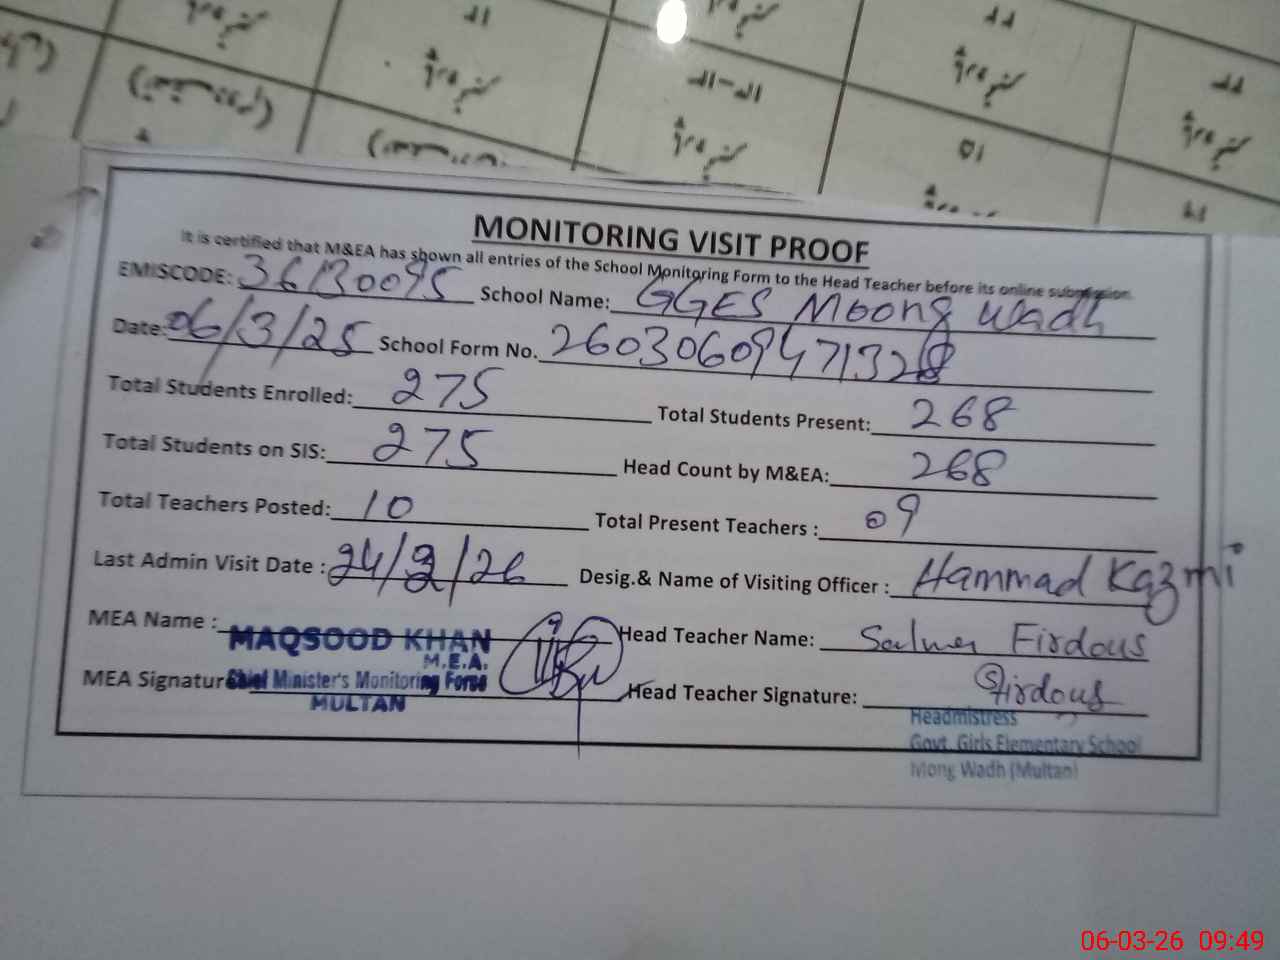 MONITORING VISIT PROOF
It is certified that M&EA has shown all entries of the School Monitoring Form to the Head Teacher before its online submission.
EMISCODE: 36130095 School Name: GGES Moong Wadh
Date: 06/3/25 School Form No. 2603060947132
Total Students Enrolled: 275 Total Students Present: 268
Total Students on SIS: 275 Head Count by M&EA: 268
Total Teachers Posted: 10 Total Present Teachers : 09
Last Admin Visit Date : 24/2/26 Desig.& Name of Visiting Officer : Hammad Kazmi
MEA Name : MAQSOOD KHAN Head Teacher Name: Salma Firdous
M.E.A.
MEA Signature Chief Minister's Monitoring Force Head Teacher Signature: SFirdous
MULTAN
Headmistress
Govt. Girls Elementary School
Mong Wadh (Multan)
06-03-26 09:49